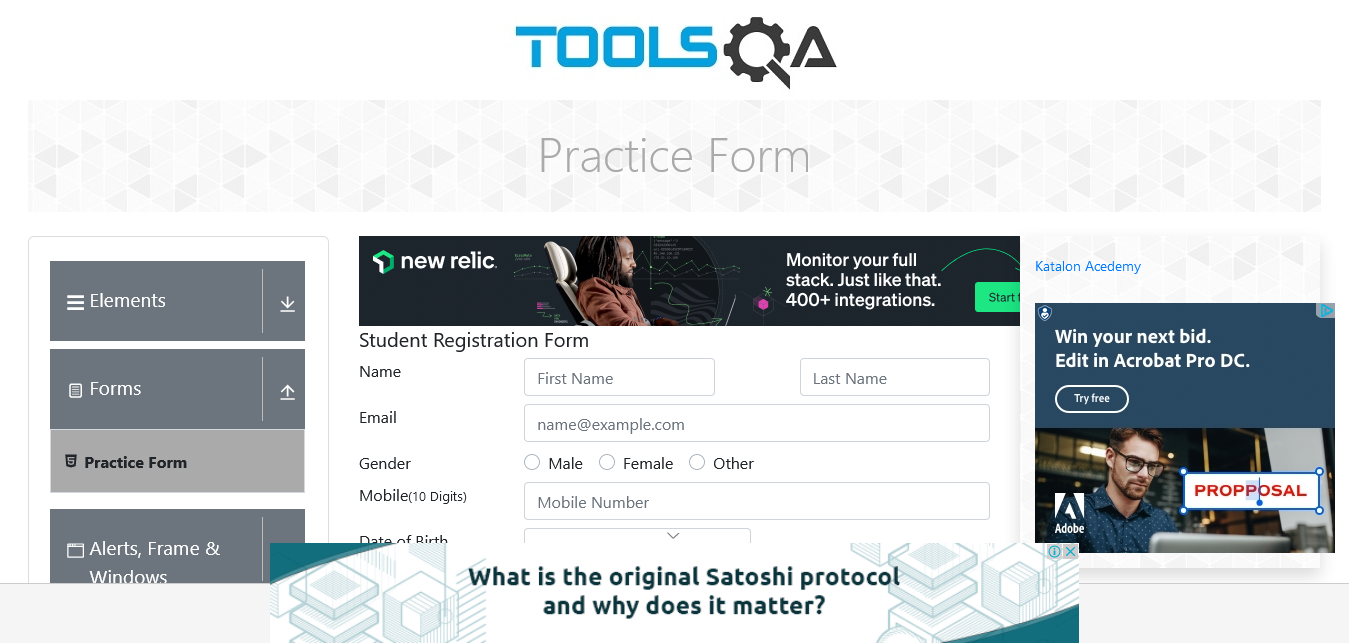 TOOLSQA
Practice Form
Elements
Forms
Practice Form
Alerts, Frame &
Windows
new relic.
Monitor your full
stack. Just like that.
400+ integrations.
Start f
Student Registration Form
Name
First Name
Last Name
Email
name@example.com
Gender
Male
Female
Other
Mobile(10 Digits)
Mobile Number
Date of Birth
Katalon Acedemy
Win your next bid.
Edit in Acrobat Pro DC.
Try free
PROPPOSAL
Adobe
What is the original Satoshi protocol
and why does it matter?